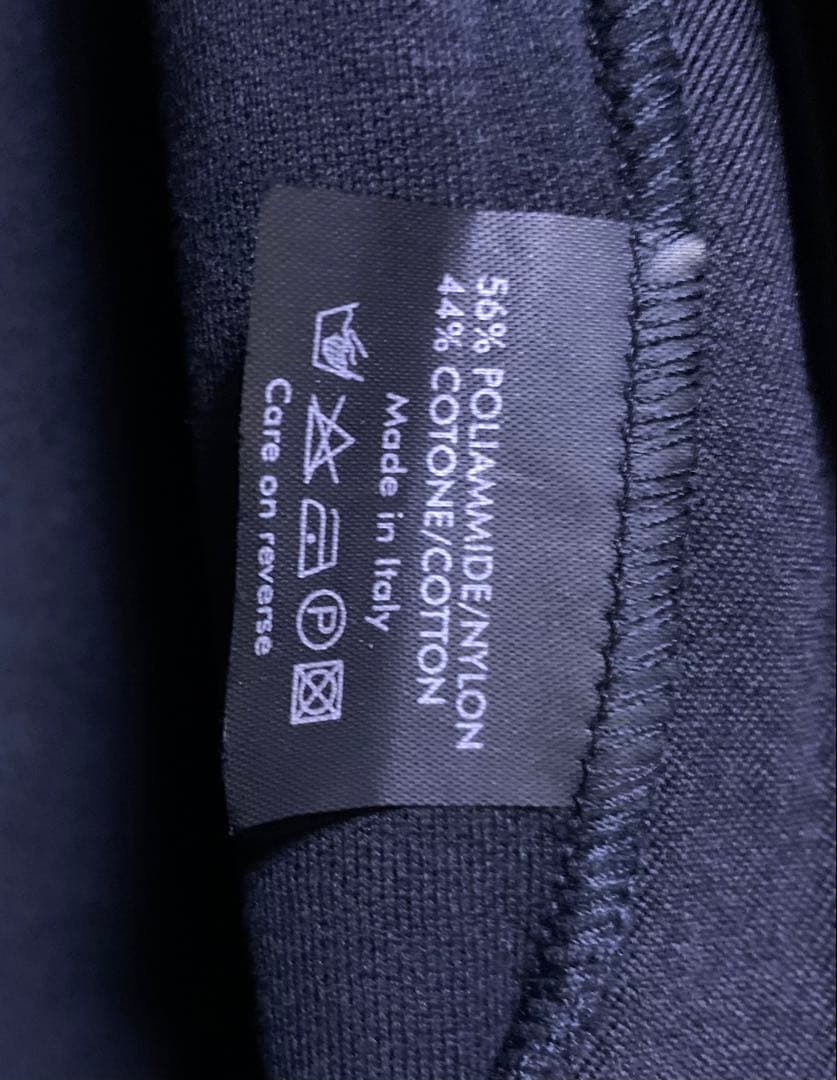 56% POLIAMMIDE/NYLON
44% COTONE/COTTON
Made in Italy
P
Care on reverse